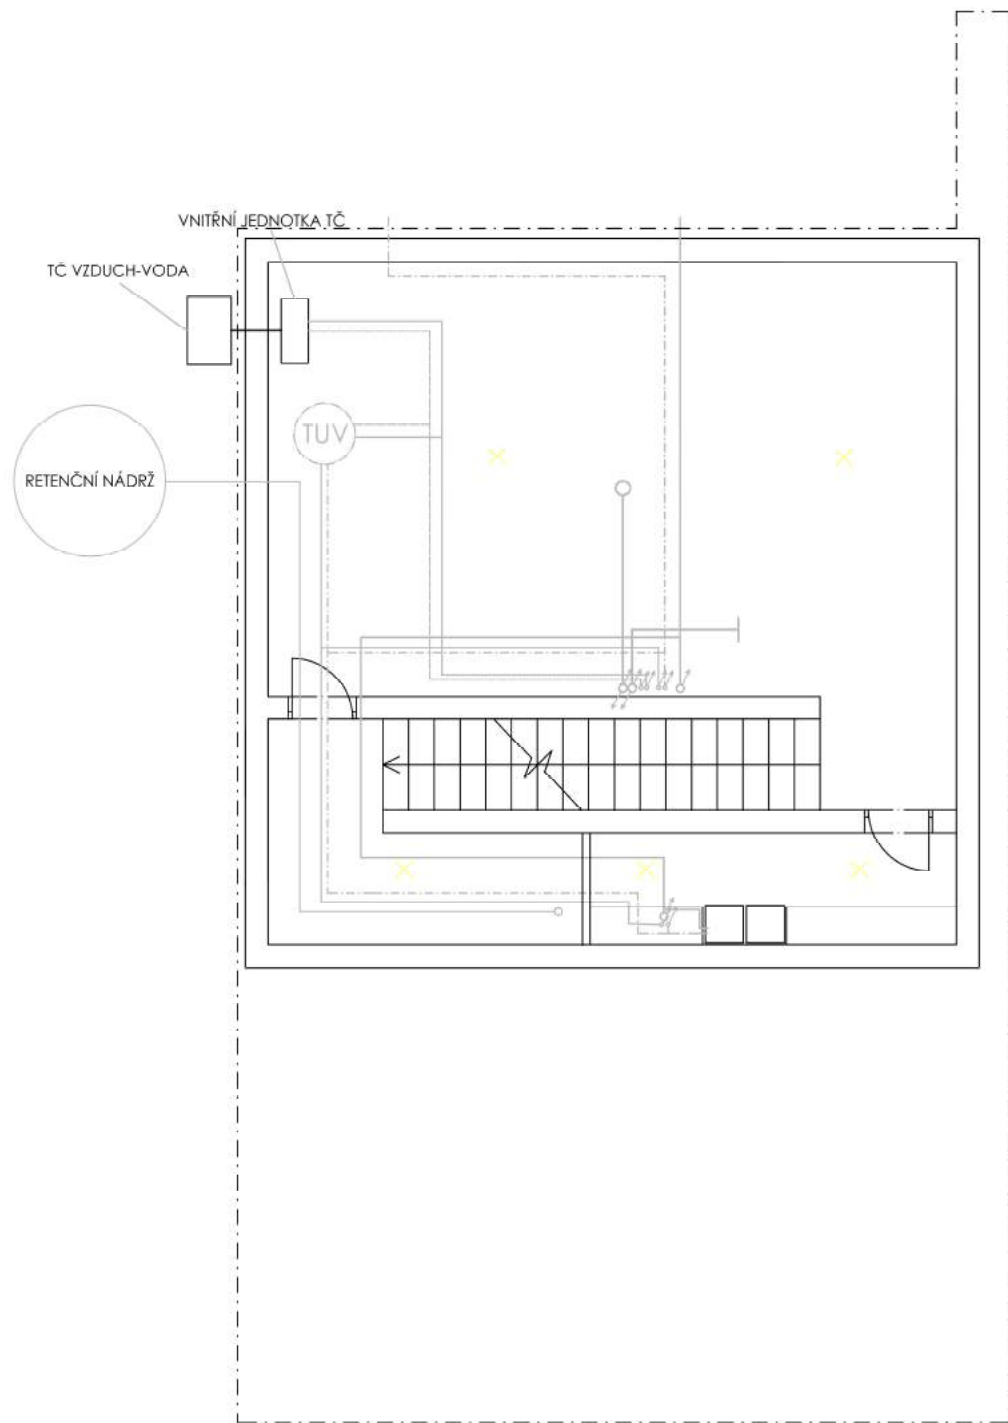 VNITŘNÍ JEDNOTKA TČ
TČ VZDUCH-VODA
TUV
RETENČNÍ NÁDRŽ